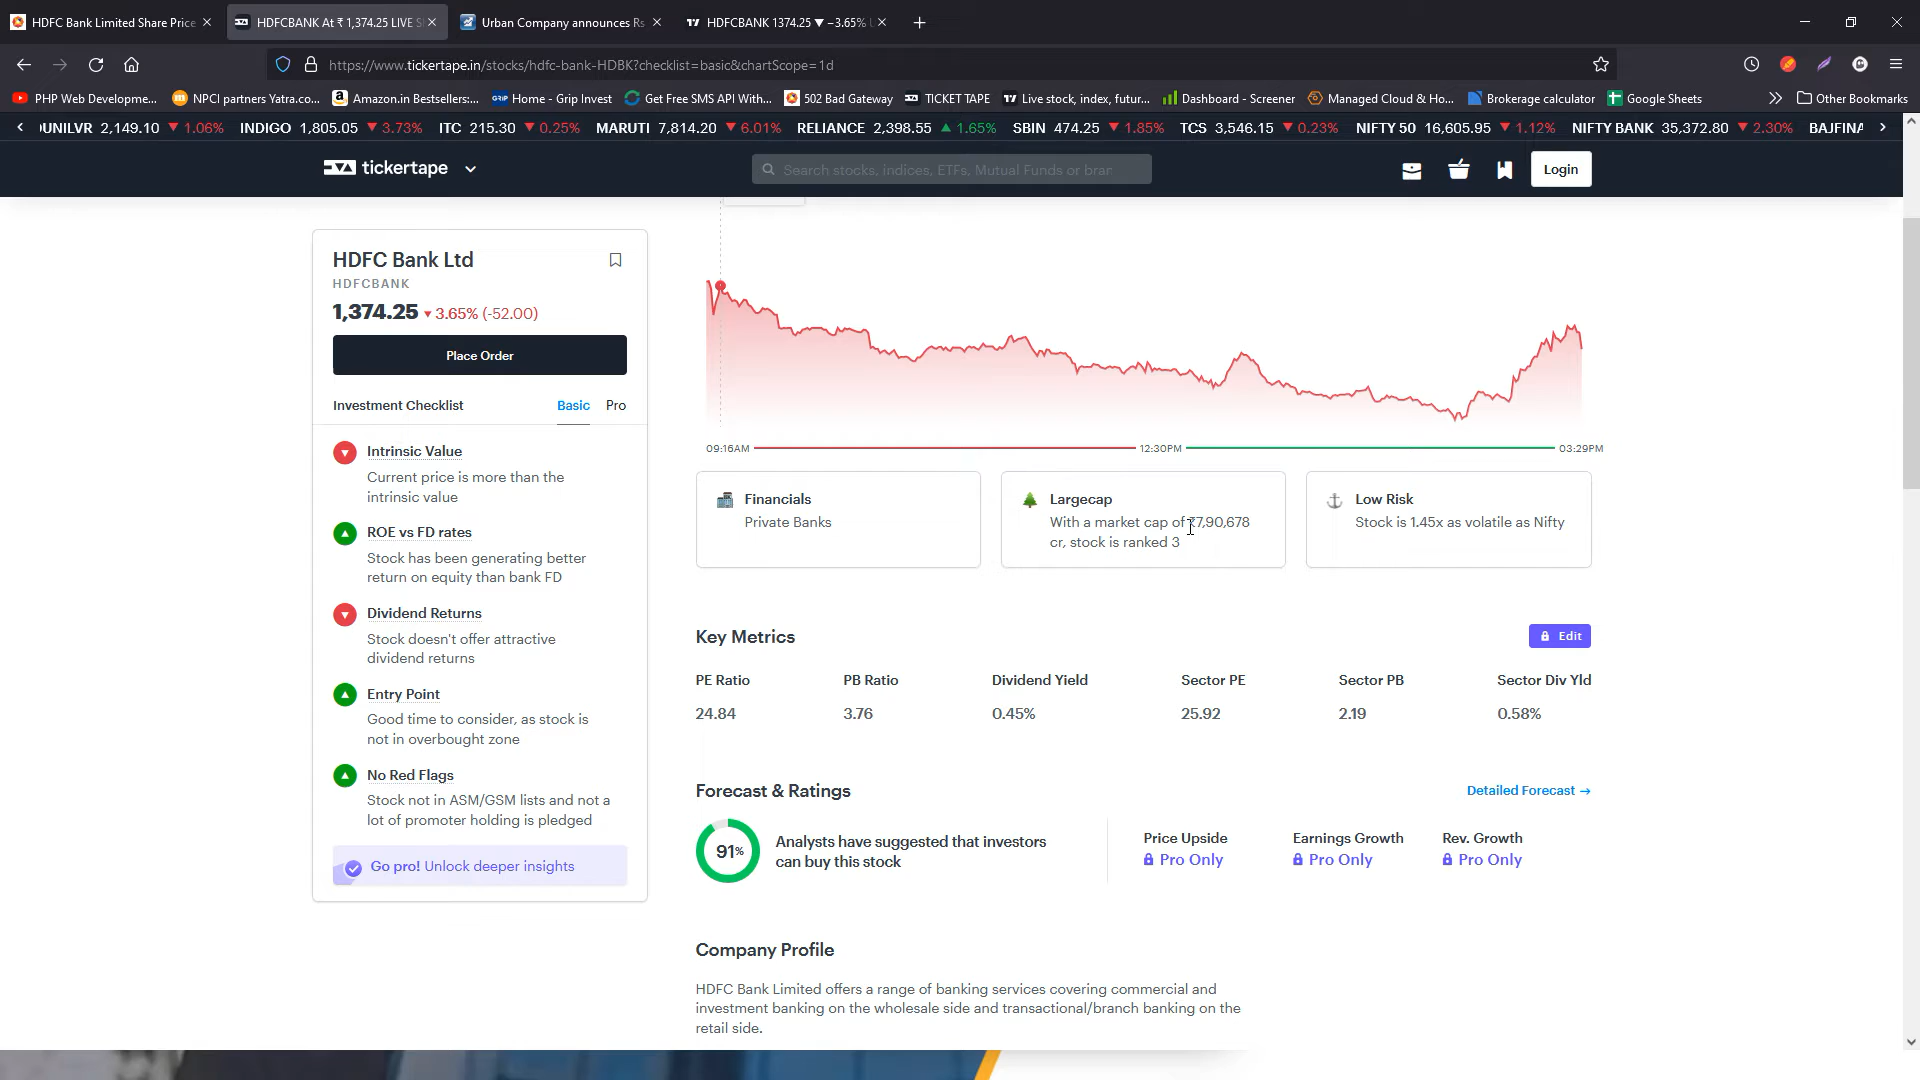 HDFC Bank Limited Share Price
HDFCBANK At ₹ 1,374.25 LIVE S
Urban Company announces Rs
HDFCBANK 1374.25 ▼ −3.65%
https://www.tickertape.in/stocks/hdfc-bank-HDBK?checklist=basic&chartScope=1d
PHP Web Developme...
NPCI partners Yatra.co...
Amazon.in Bestsellers:...
GRIP
Home - Grip Invest
Get Free SMS API With...
502 Bad Gateway
TICKET TAPE
Live stock, index, futur...
Dashboard - Screener
Managed Cloud & Ho...
Brokerage calculator
Google Sheets
Other Bookmarks
UNILVR 2,149.10 ▼ 1.06%
INDIGO 1,805.05 ▼ 3.73%
ITC 215.30 ▼ 0.25%
MARUTI 7,814.20 ▼ 6.01%
RELIANCE 2,398.55 ▲ 1.65%
SBIN 474.25 ▼ 1.85%
TCS 3,546.15 ▼ 0.23%
NIFTY 50 16,605.95 ▼ 1.12%
NIFTY BANK 35,372.80 ▼ 2.30%
BAJFINA
tickertape
Search stocks, indices, ETFs, Mutual Funds or bran
Login
HDFC Bank Ltd
HDFCBANK
1,374.25 ▼ 3.65% (-52.00)
Place Order
Investment Checklist
Basic
Pro
Intrinsic Value
Current price is more than the
intrinsic value
ROE vs FD rates
Stock has been generating better
return on equity than bank FD
Dividend Returns
Stock doesn't offer attractive
dividend returns
Entry Point
Good time to consider, as stock is
not in overbought zone
No Red Flags
Stock not in ASM/GSM lists and not a
lot of promoter holding is pledged
Go pro! Unlock deeper insights
09:16AM
12:30PM
03:29PM
Financials
Private Banks
Largecap
With a market cap of ₹7,90,678
cr, stock is ranked 3
Low Risk
Stock is 1.45x as volatile as Nifty
Key Metrics
Edit
PE Ratio
PB Ratio
Dividend Yield
Sector PE
Sector PB
Sector Div Yld
24.84
3.76
0.45%
25.92
2.19
0.58%
Forecast & Ratings
Detailed Forecast →
91%
Analysts have suggested that investors
can buy this stock
Price Upside
Earnings Growth
Rev. Growth
Pro Only
Pro Only
Pro Only
Company Profile
HDFC Bank Limited offers a range of banking services covering commercial and
investment banking on the wholesale side and transactional/branch banking on the
retail side.